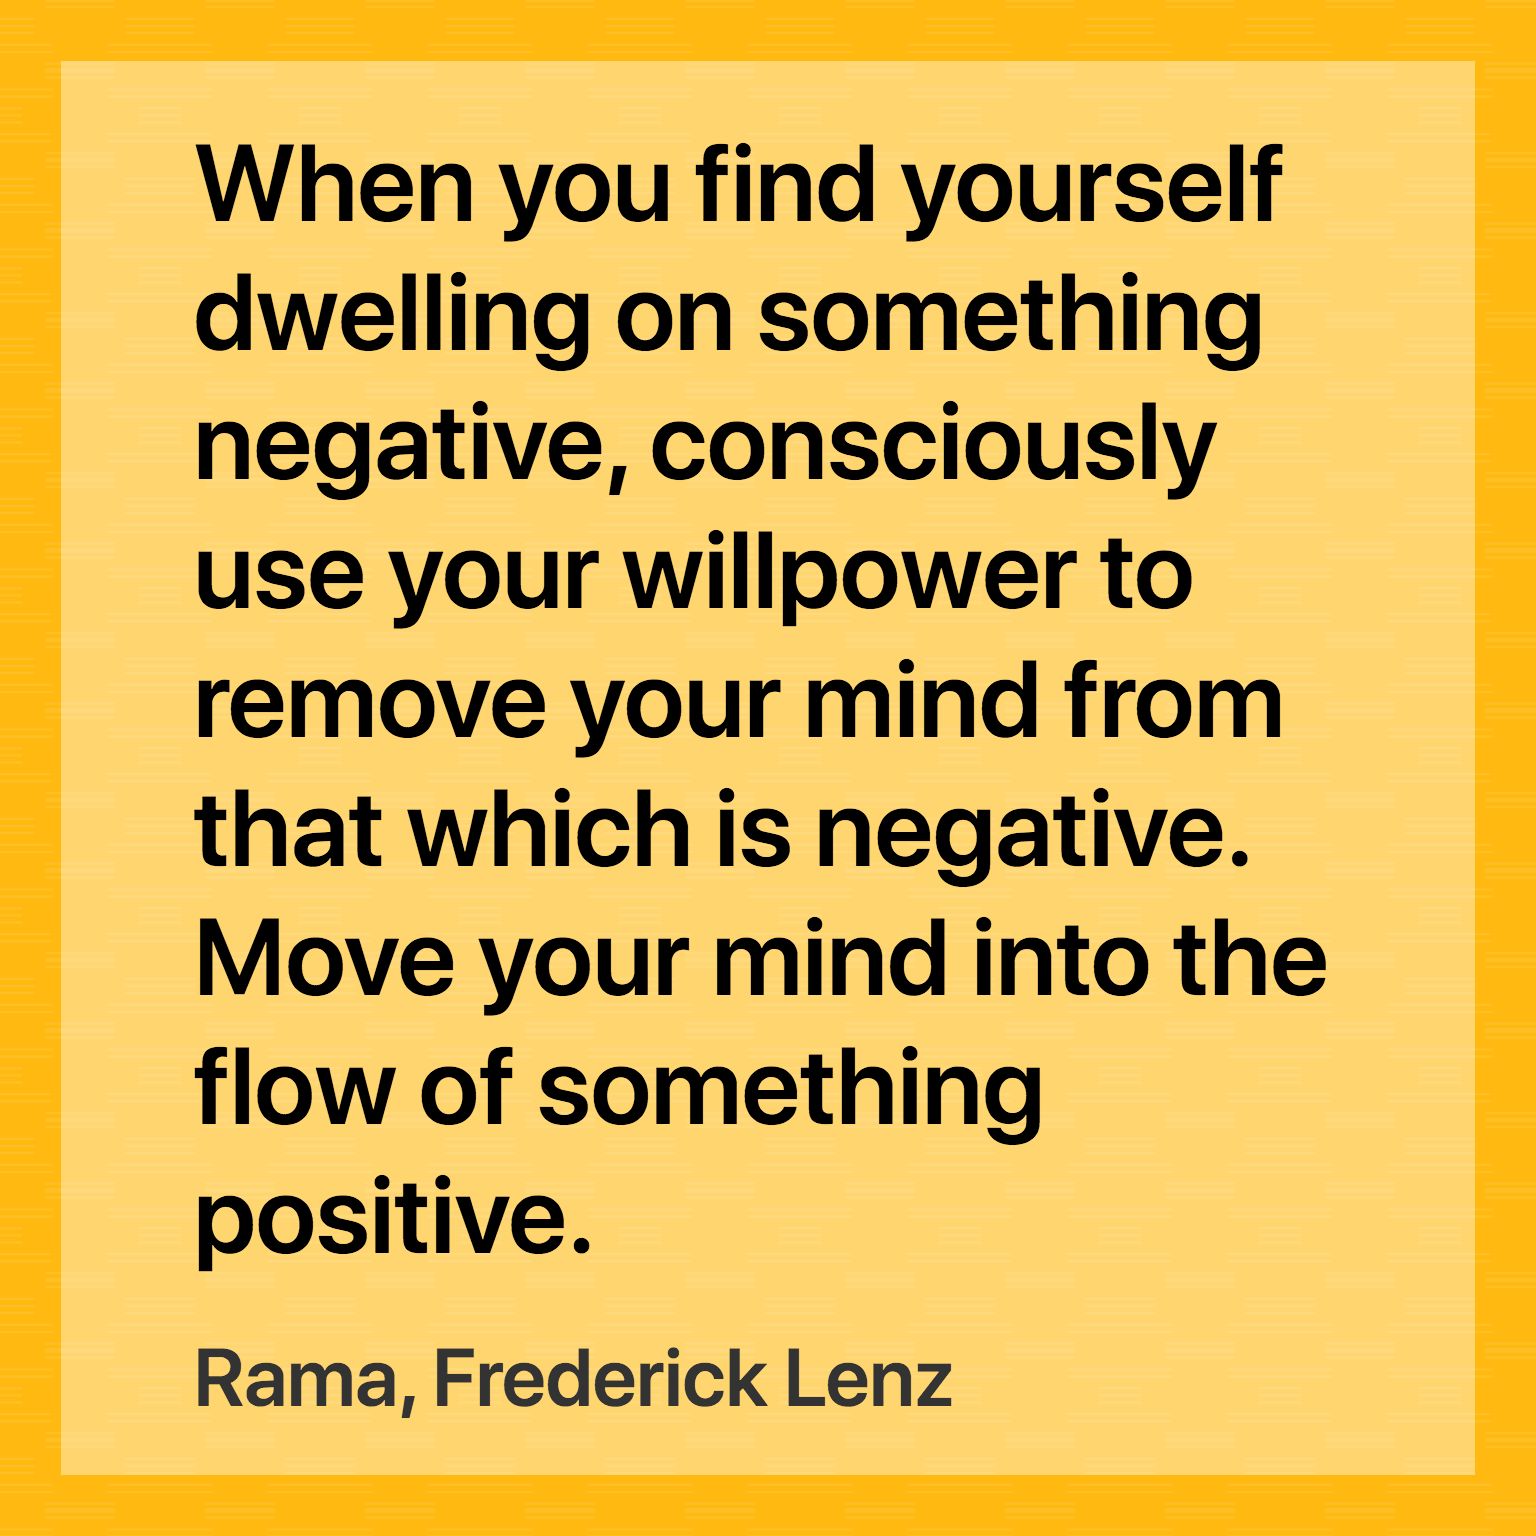 When you find yourself
dwelling on something
negative, consciously
use your willpower to
remove your mind from
that which is negative.
Move your mind into the
flow of something
positive.
Rama, Frederick Lenz